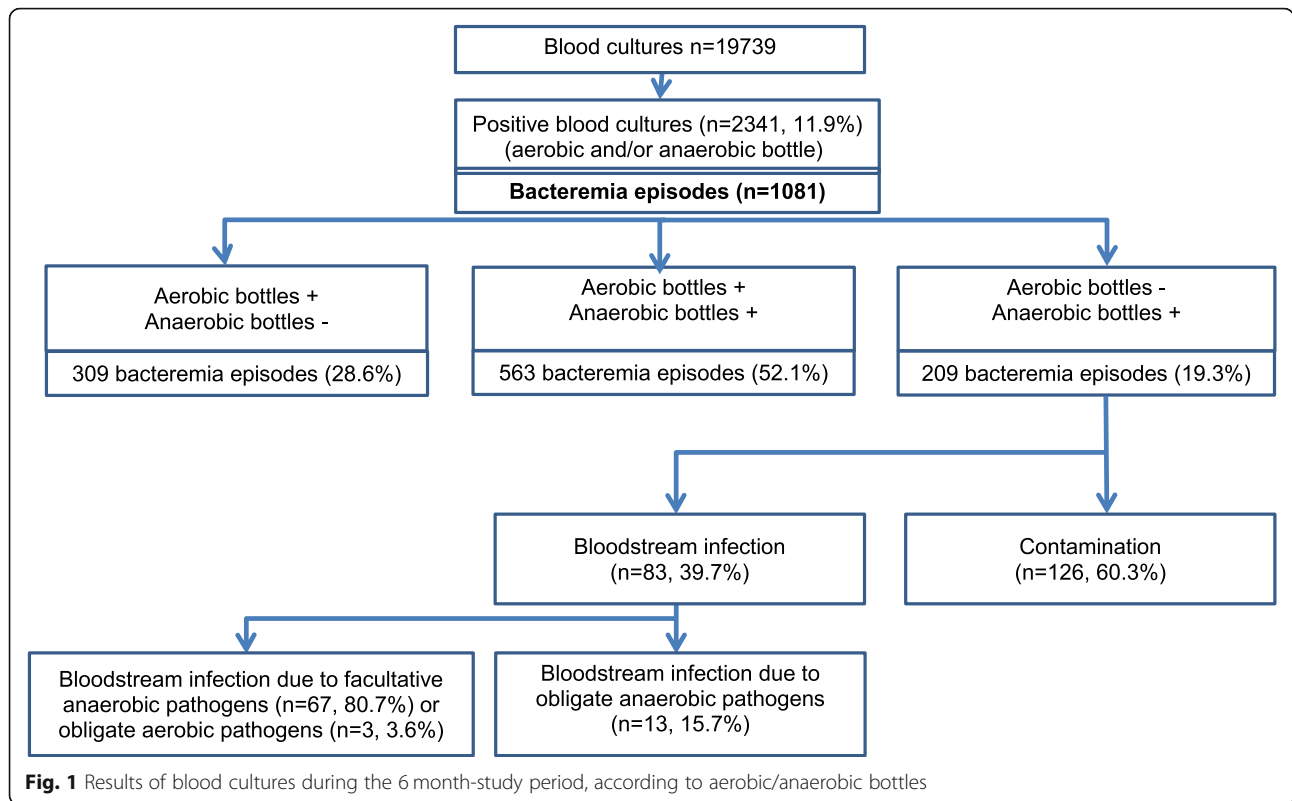 Blood cultures n=19739
Positive blood cultures (n=2341, 11.9%)
(aerobic and/or anaerobic bottle)
Bacteremia episodes (n=1081)
Aerobic bottles +
Anaerobic bottles -
309 bacteremia episodes (28.6%)
Aerobic bottles +
Anaerobic bottles +
563 bacteremia episodes (52.1%)
Aerobic bottles -
Anaerobic bottles +
209 bacteremia episodes (19.3%)
Bloodstream infection
(n=83, 39.7%)
Contamination
(n=126, 60.3%)
Bloodstream infection due to facultative
anaerobic pathogens (n=67, 80.7%) or
obligate aerobic pathogens (n=3, 3.6%)
Bloodstream infection due to
obligate anaerobic pathogens
(n=13, 15.7%)
Fig. 1 Results of blood cultures during the 6 month-study period, according to aerobic/anaerobic bottles